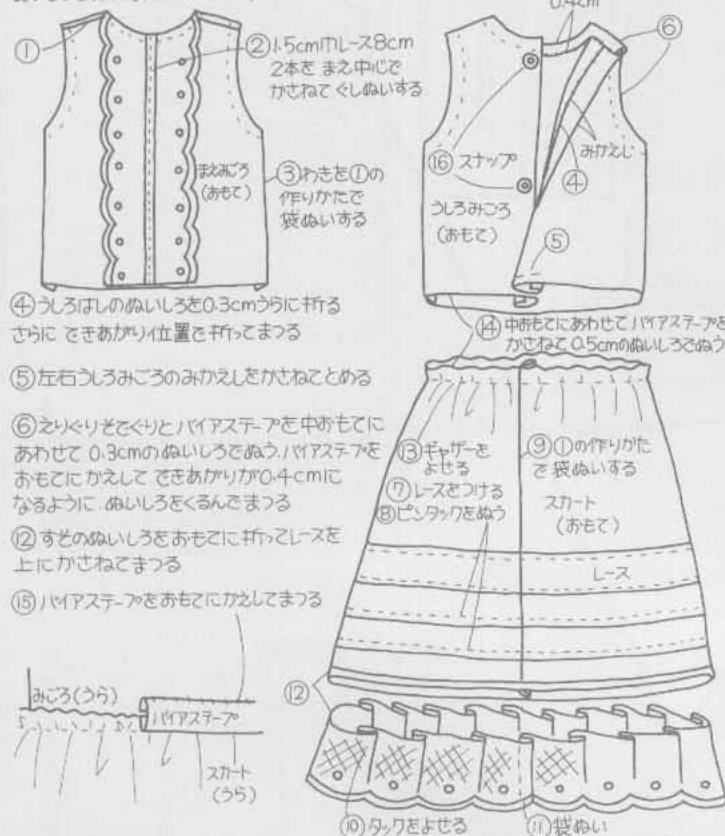 ①
② 1.5cm巾レース8cm
2本を まえ中心で
かさねて ぐしぬいする
まえみごろ
(おもて)
③ わきを①の
作りかたで
袋ぬいする
0.4cm
⑥
みかえし
④
⑯ スナップ
うしろみごろ
(おもて)
⑤
④ うしろはしのぬいしろを0.3cmうらに折る
さらに できあがり位置で折ってまつる
⑤ 左右うしろみごろのみかえしをかさねてとめる
⑥ えりぐりそでぐりとバイアステープを中おもてに
あわせて 0.3cmのぬいしろでぬう、バイアステープを
おもてにかえして できあがりが0.4cmに
なるように、ぬいしろをくるんでまつる
⑫ すそのぬいしろをおもてに折ってレースを
上にかさねてまつる
⑮ バイアステープをおもてにかえしてまつる
みごろ(うら)
バイアステープ
スカート
(うら)
⑭ 中おもてにあわせて バイアステープを
かさねて 0.5cmのぬいしろでぬう
⑬ ギャザーを
よせる
⑦ レースをつける
⑧ ピンタックをぬう
⑨ ①の作りかた
で 袋ぬいする
スカート
(おもて)
レース
⑫
⑩ タックをよせる
⑪ 袋ぬい